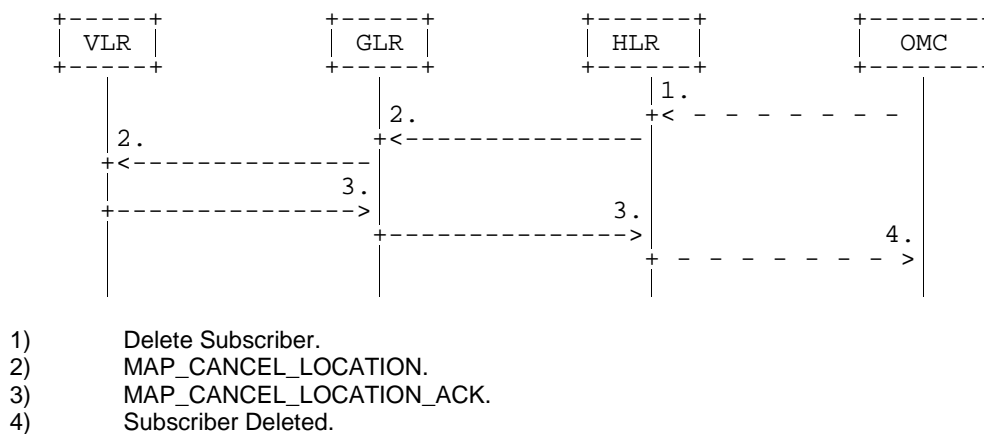 VLR GLR HLR OMC
1.
2.
2.
3.
3.
4.
1) Delete Subscriber.
2) MAP_CANCEL_LOCATION.
3) MAP_CANCEL_LOCATION_ACK.
4) Subscriber Deleted.